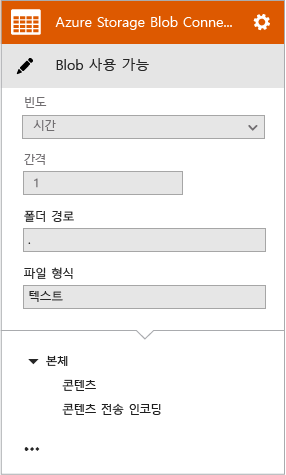 Azure Storage Blob Conne...
Blob 사용 가능
빈도
시간
간격
1
폴더 경로
.
파일 형식
텍스트
본체
콘텐츠
콘텐츠 전송 인코딩
...